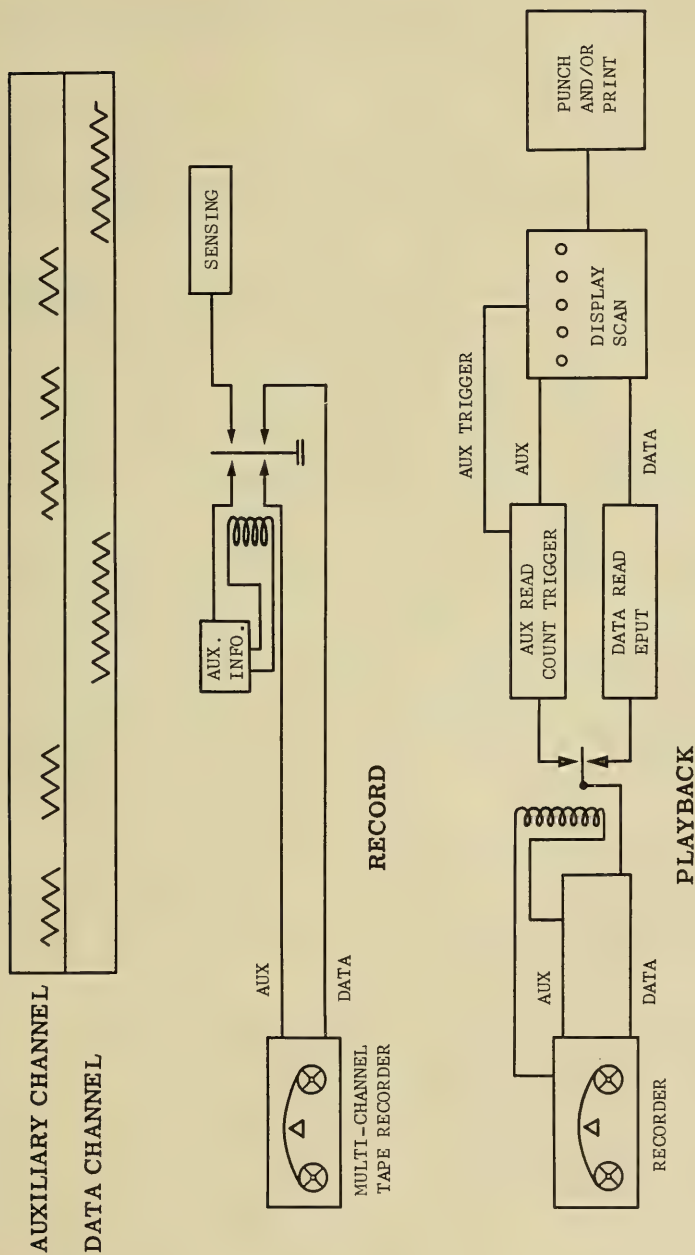 AUXILIARY CHANNEL
DATA CHANNEL
SENSING
AUX.
INFO.
AUX
DATA
MULTI-CHANNEL
TAPE RECORDER
RECORD
PUNCH
AND/OR
PRINT
DISPLAY
SCAN
AUX TRIGGER
AUX
DATA
AUX READ
COUNT TRIGGER
DATA READ
EPUT
AUX
DATA
RECORDER
PLAYBACK